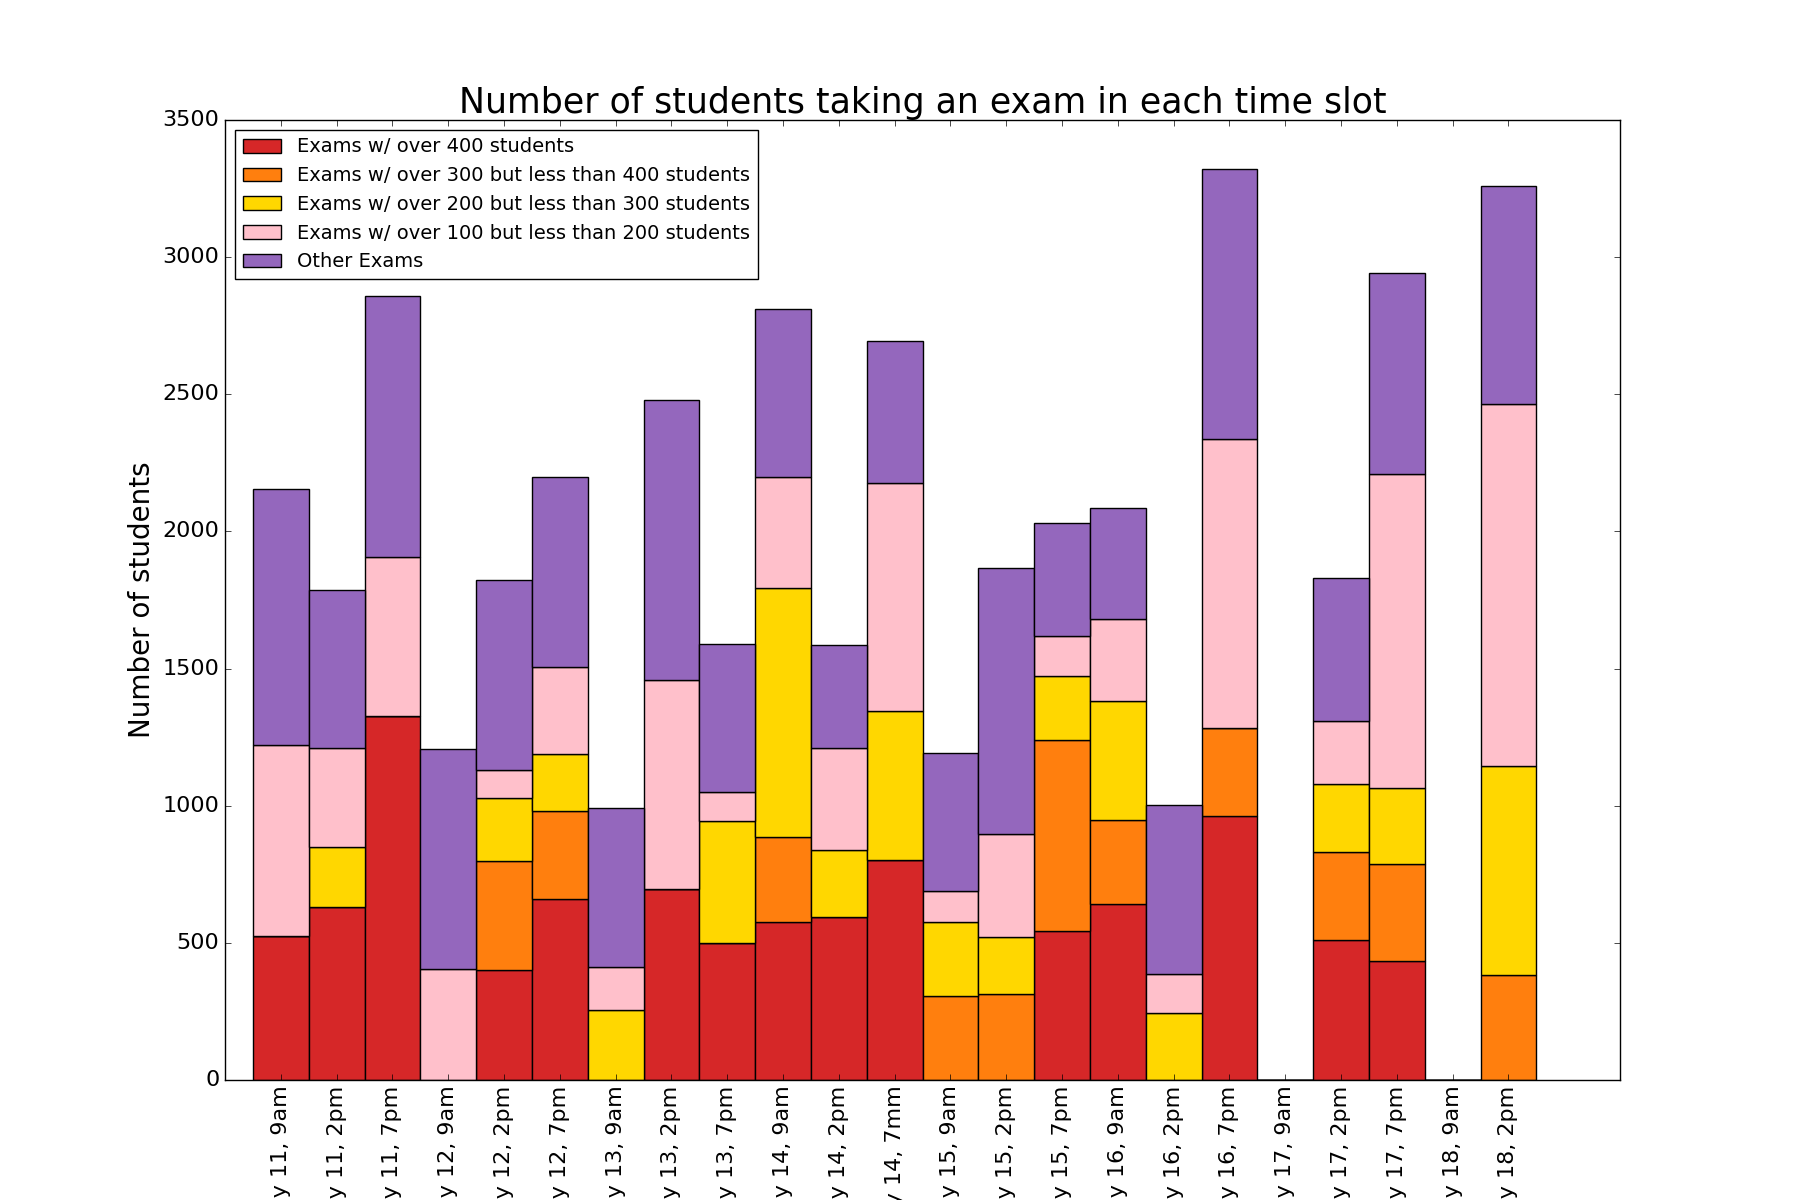 Number of students taking an exam in each time slot
3500
3000
2500
2000
1500
1000
500
0
Number of students
Exams w/ over 400 students
Exams w/ over 300 but less than 400 students
Exams w/ over 200 but less than 300 students
Exams w/ over 100 but less than 200 students
Other Exams
y 11, 9am
y 11, 2pm
y 11, 7pm
y 12, 9am
y 12, 2pm
y 12, 7pm
y 13, 9am
y 13, 2pm
y 13, 7pm
y 14, 9am
y 14, 2pm
y 14, 7mm
y 15, 9am
y 15, 2pm
y 15, 7pm
y 16, 9am
y 16, 2pm
y 16, 7pm
y 17, 9am
y 17, 2pm
y 17, 7pm
y 18, 9am
y 18, 2pm